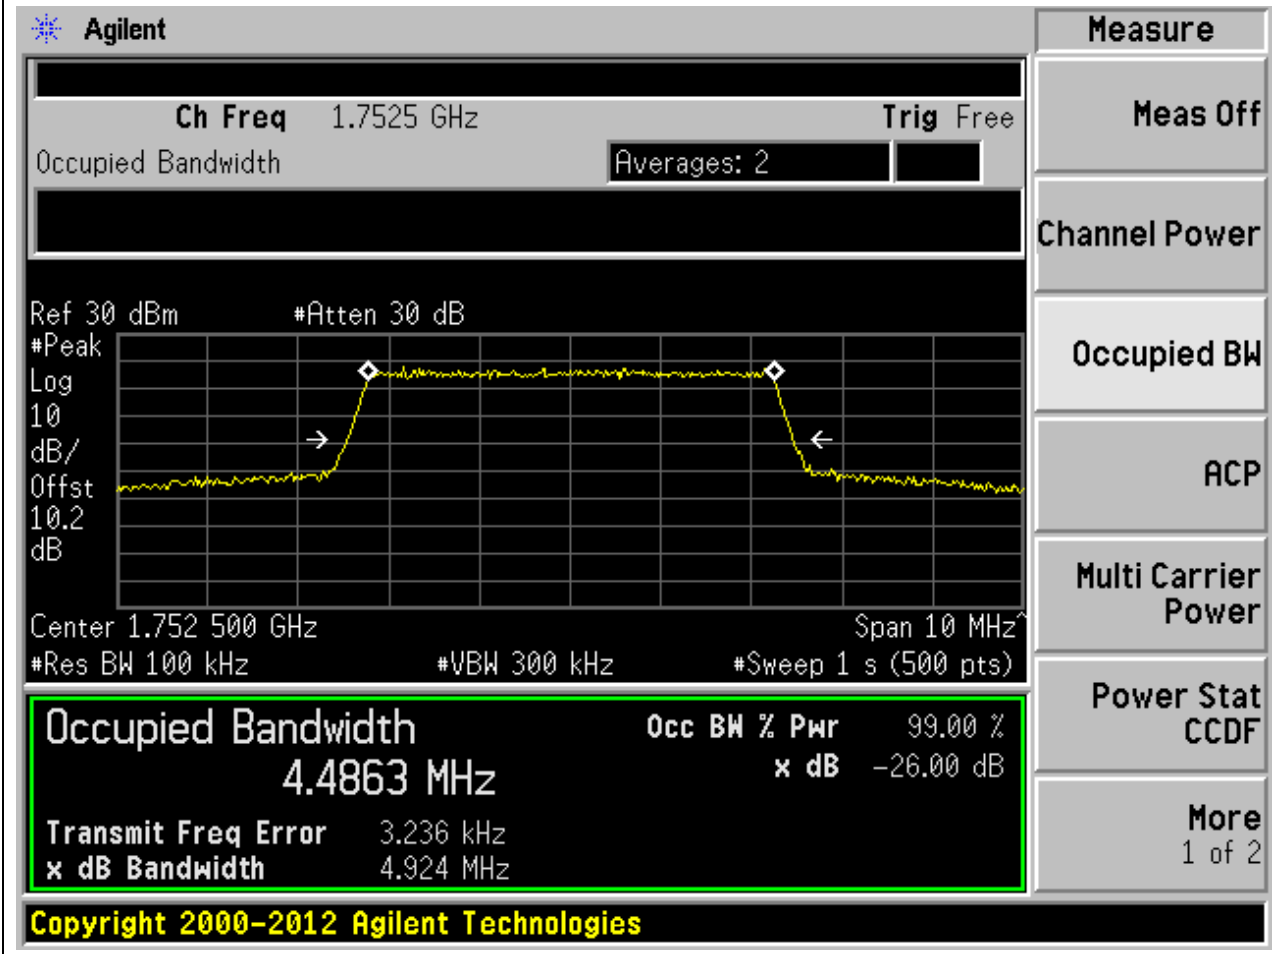 Agilent
Measure
Ch Freq 1.7525 GHz Trig Free
Occupied Bandwidth Averages: 2
Ref 30 dBm #Atten 30 dB
#Peak
Log
10
dB/
Offst
10.2
dB
Center 1.752 500 GHz Span 10 MHz^
#Res BW 100 kHz #VBW 300 kHz #Sweep 1 s (500 pts)
Occupied Bandwidth Occ BW % Pwr 99.00 %
4.4863 MHz x dB -26.00 dB
Transmit Freq Error 3.236 kHz
x dB Bandwidth 4.924 MHz
Copyright 2000-2012 Agilent Technologies
Meas Off
Channel Power
Occupied BW
ACP
Multi Carrier
Power
Power Stat
CCDF
More
1 of 2